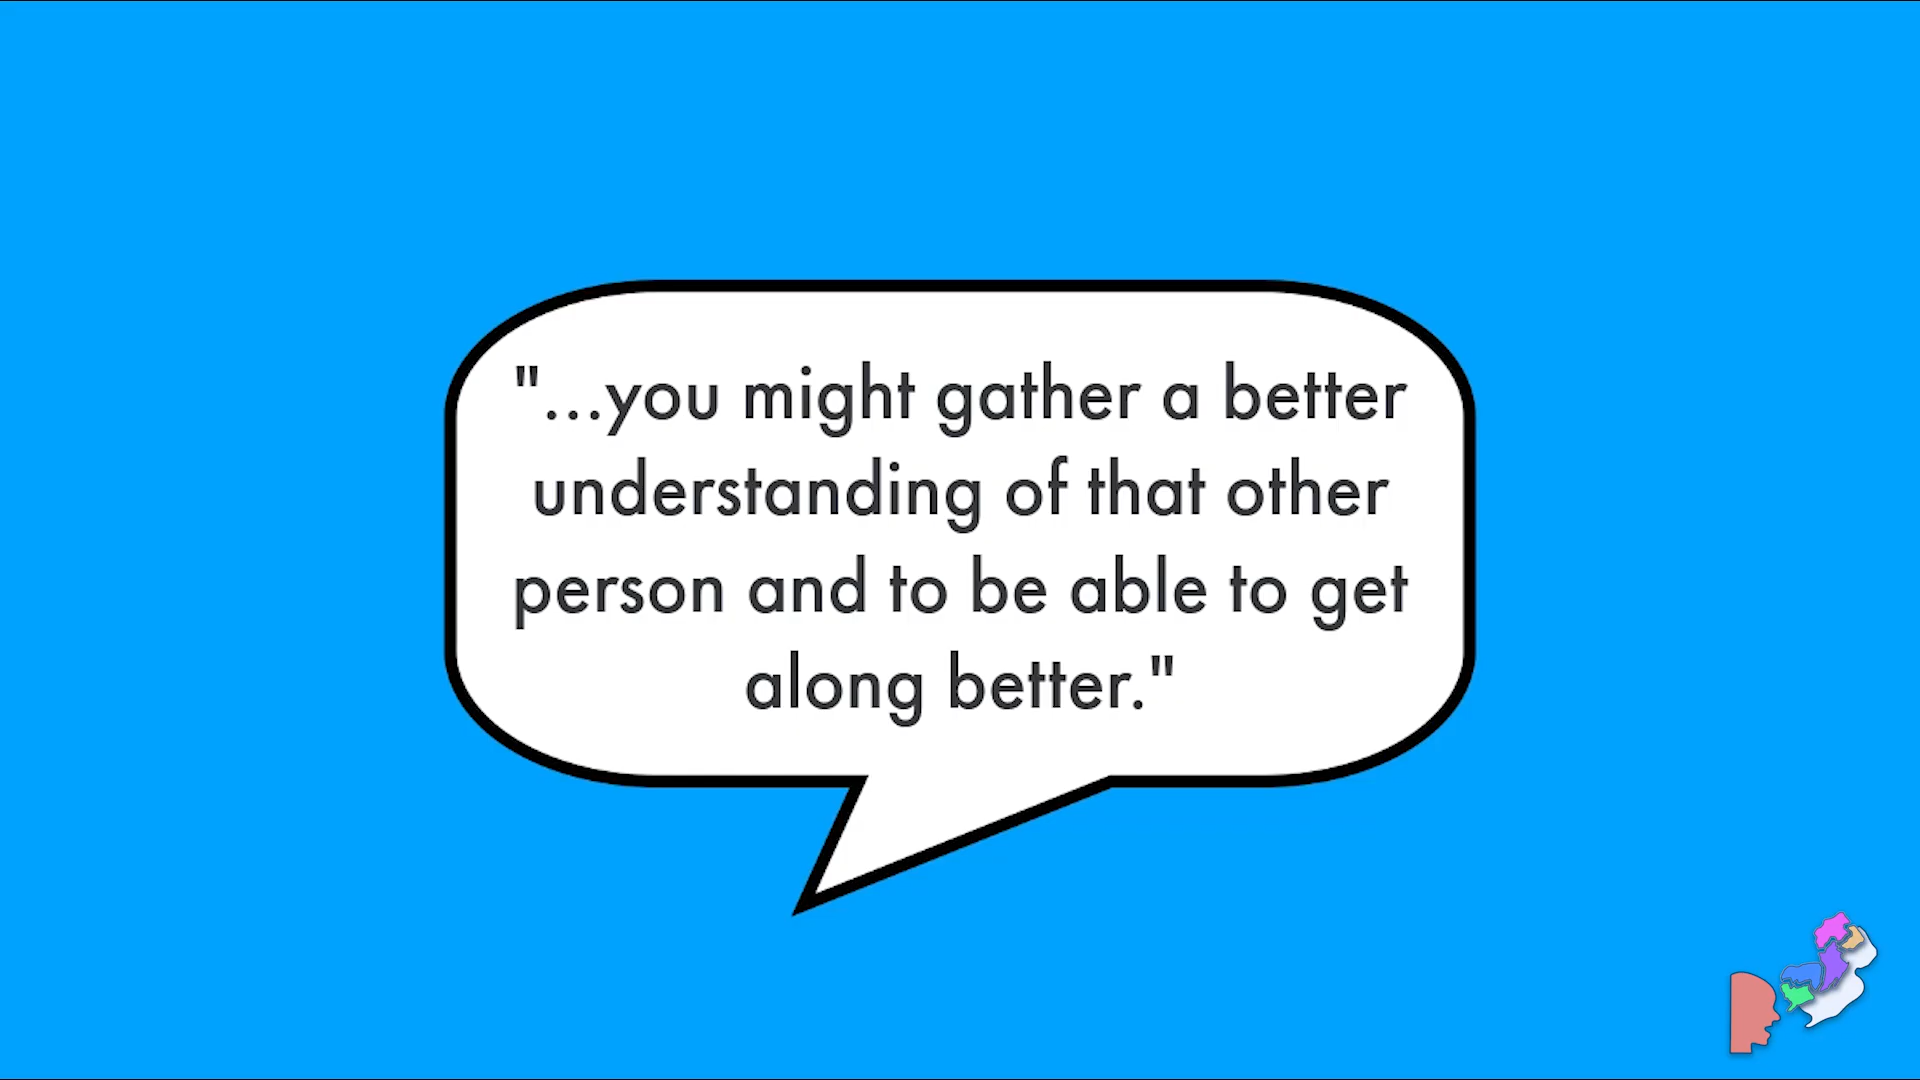 "...you might gather a better
understanding of that other
person and to be able to get
along better."